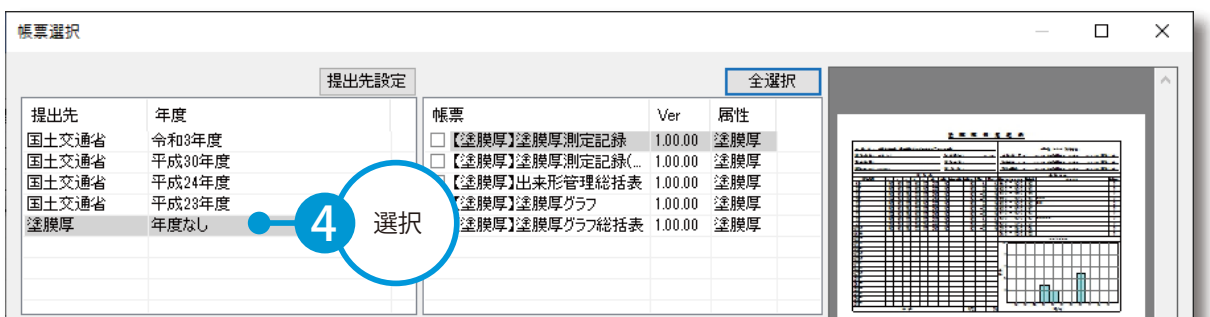 帳票選択
提出先設定
全選択
提出先 年度
国土交通省 令和3年度
国土交通省 平成30年度
国土交通省 平成24年度
国土交通省 平成23年度
塗膜厚 年度なし
4 選択
帳票 Ver 属性
【塗膜厚】塗膜厚測定記録 1.00.00 塗膜厚
【塗膜厚】塗膜厚測定記録(... 1.00.00 塗膜厚
【塗膜厚】出来形管理総括表 1.00.00 塗膜厚
塗膜厚】塗膜厚グラフ 1.00.00 塗膜厚
塗膜厚】塗膜厚グラフ総括表 1.00.00 塗膜厚